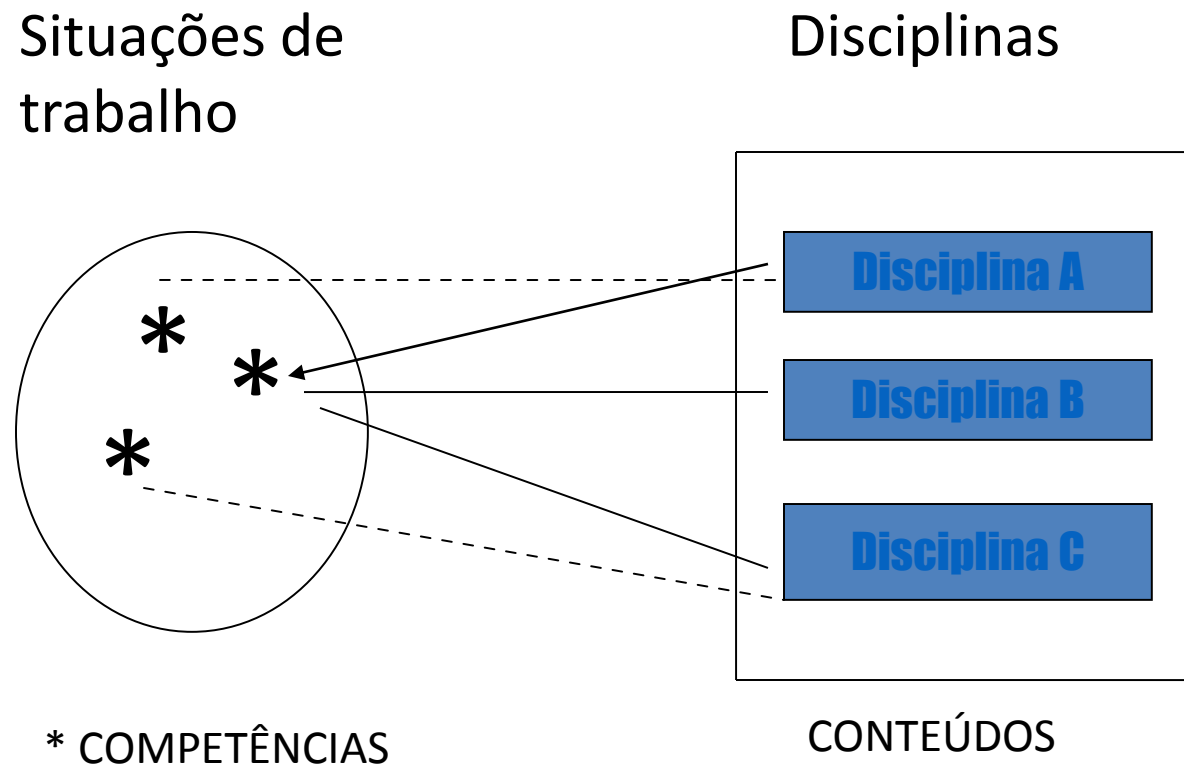 Situações de
trabalho
Disciplinas
Disciplina A
*
*
Disciplina B
*
Disciplina C
* COMPETÊNCIAS
CONTEÚDOS